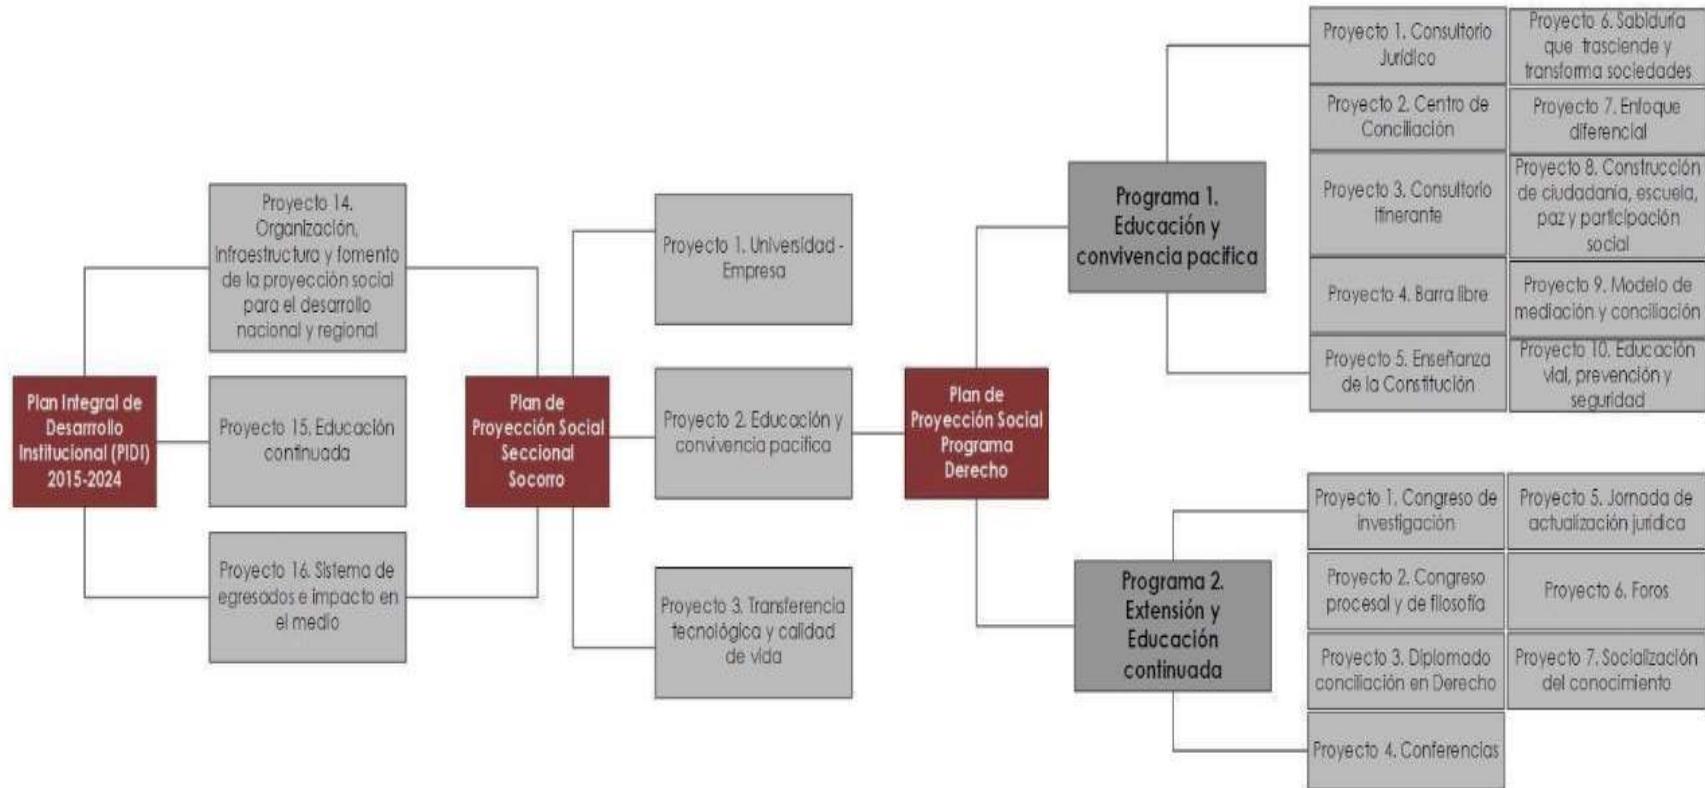 Plan Integral de
Desarrrollo
Institucional (PIDI)
2015-2024
Proyecto 14.
Organización,
infraestructura y fomento
de la proyección social
para el desarrollo
nacional y regional
Proyecto 15. Educación
continuada
Proyecto 16. Sistema de
egresados e impacto en
el medio
Plan de
Proyección Social
Seccional
Socorro
Proyecto 1. Universidad -
Empresa
Proyecto 2. Educación y
convivencia pacífica
Proyecto 3. Transferencia
tecnológica y calidad
de vida
Plan de
Proyección Social
Programa
Derecho
Programa 1.
Educación y
convivencia pacífica
Proyecto 1. Consultorio
Jurídico
Proyecto 2. Centro de
Conciliación
Proyecto 3. Consultorio
itinerante
Proyecto 4. Barra libre
Proyecto 5. Enseñanza
de la Constitución
Proyecto 6. Sabiduría
que trasciende y
transforma sociedades
Proyecto 7. Enfoque
diferencial
Proyecto 8. Construcción
de ciudadanía, escuela,
paz y participación
social
Proyecto 9. Modelo de
mediación y conciliación
Proyecto 10. Educación
vial, prevención y
seguridad
Programa 2.
Extensión y
Educación
continuada
Proyecto 1. Congreso de
investigación
Proyecto 2. Congreso
procesal y de filosofía
Proyecto 3. Diplomado
conciliación en Derecho
Proyecto 4. Conferencias
Proyecto 5. Jornada de
actualización jurídica
Proyecto 6. Foros
Proyecto 7. Socialización
del conocimiento